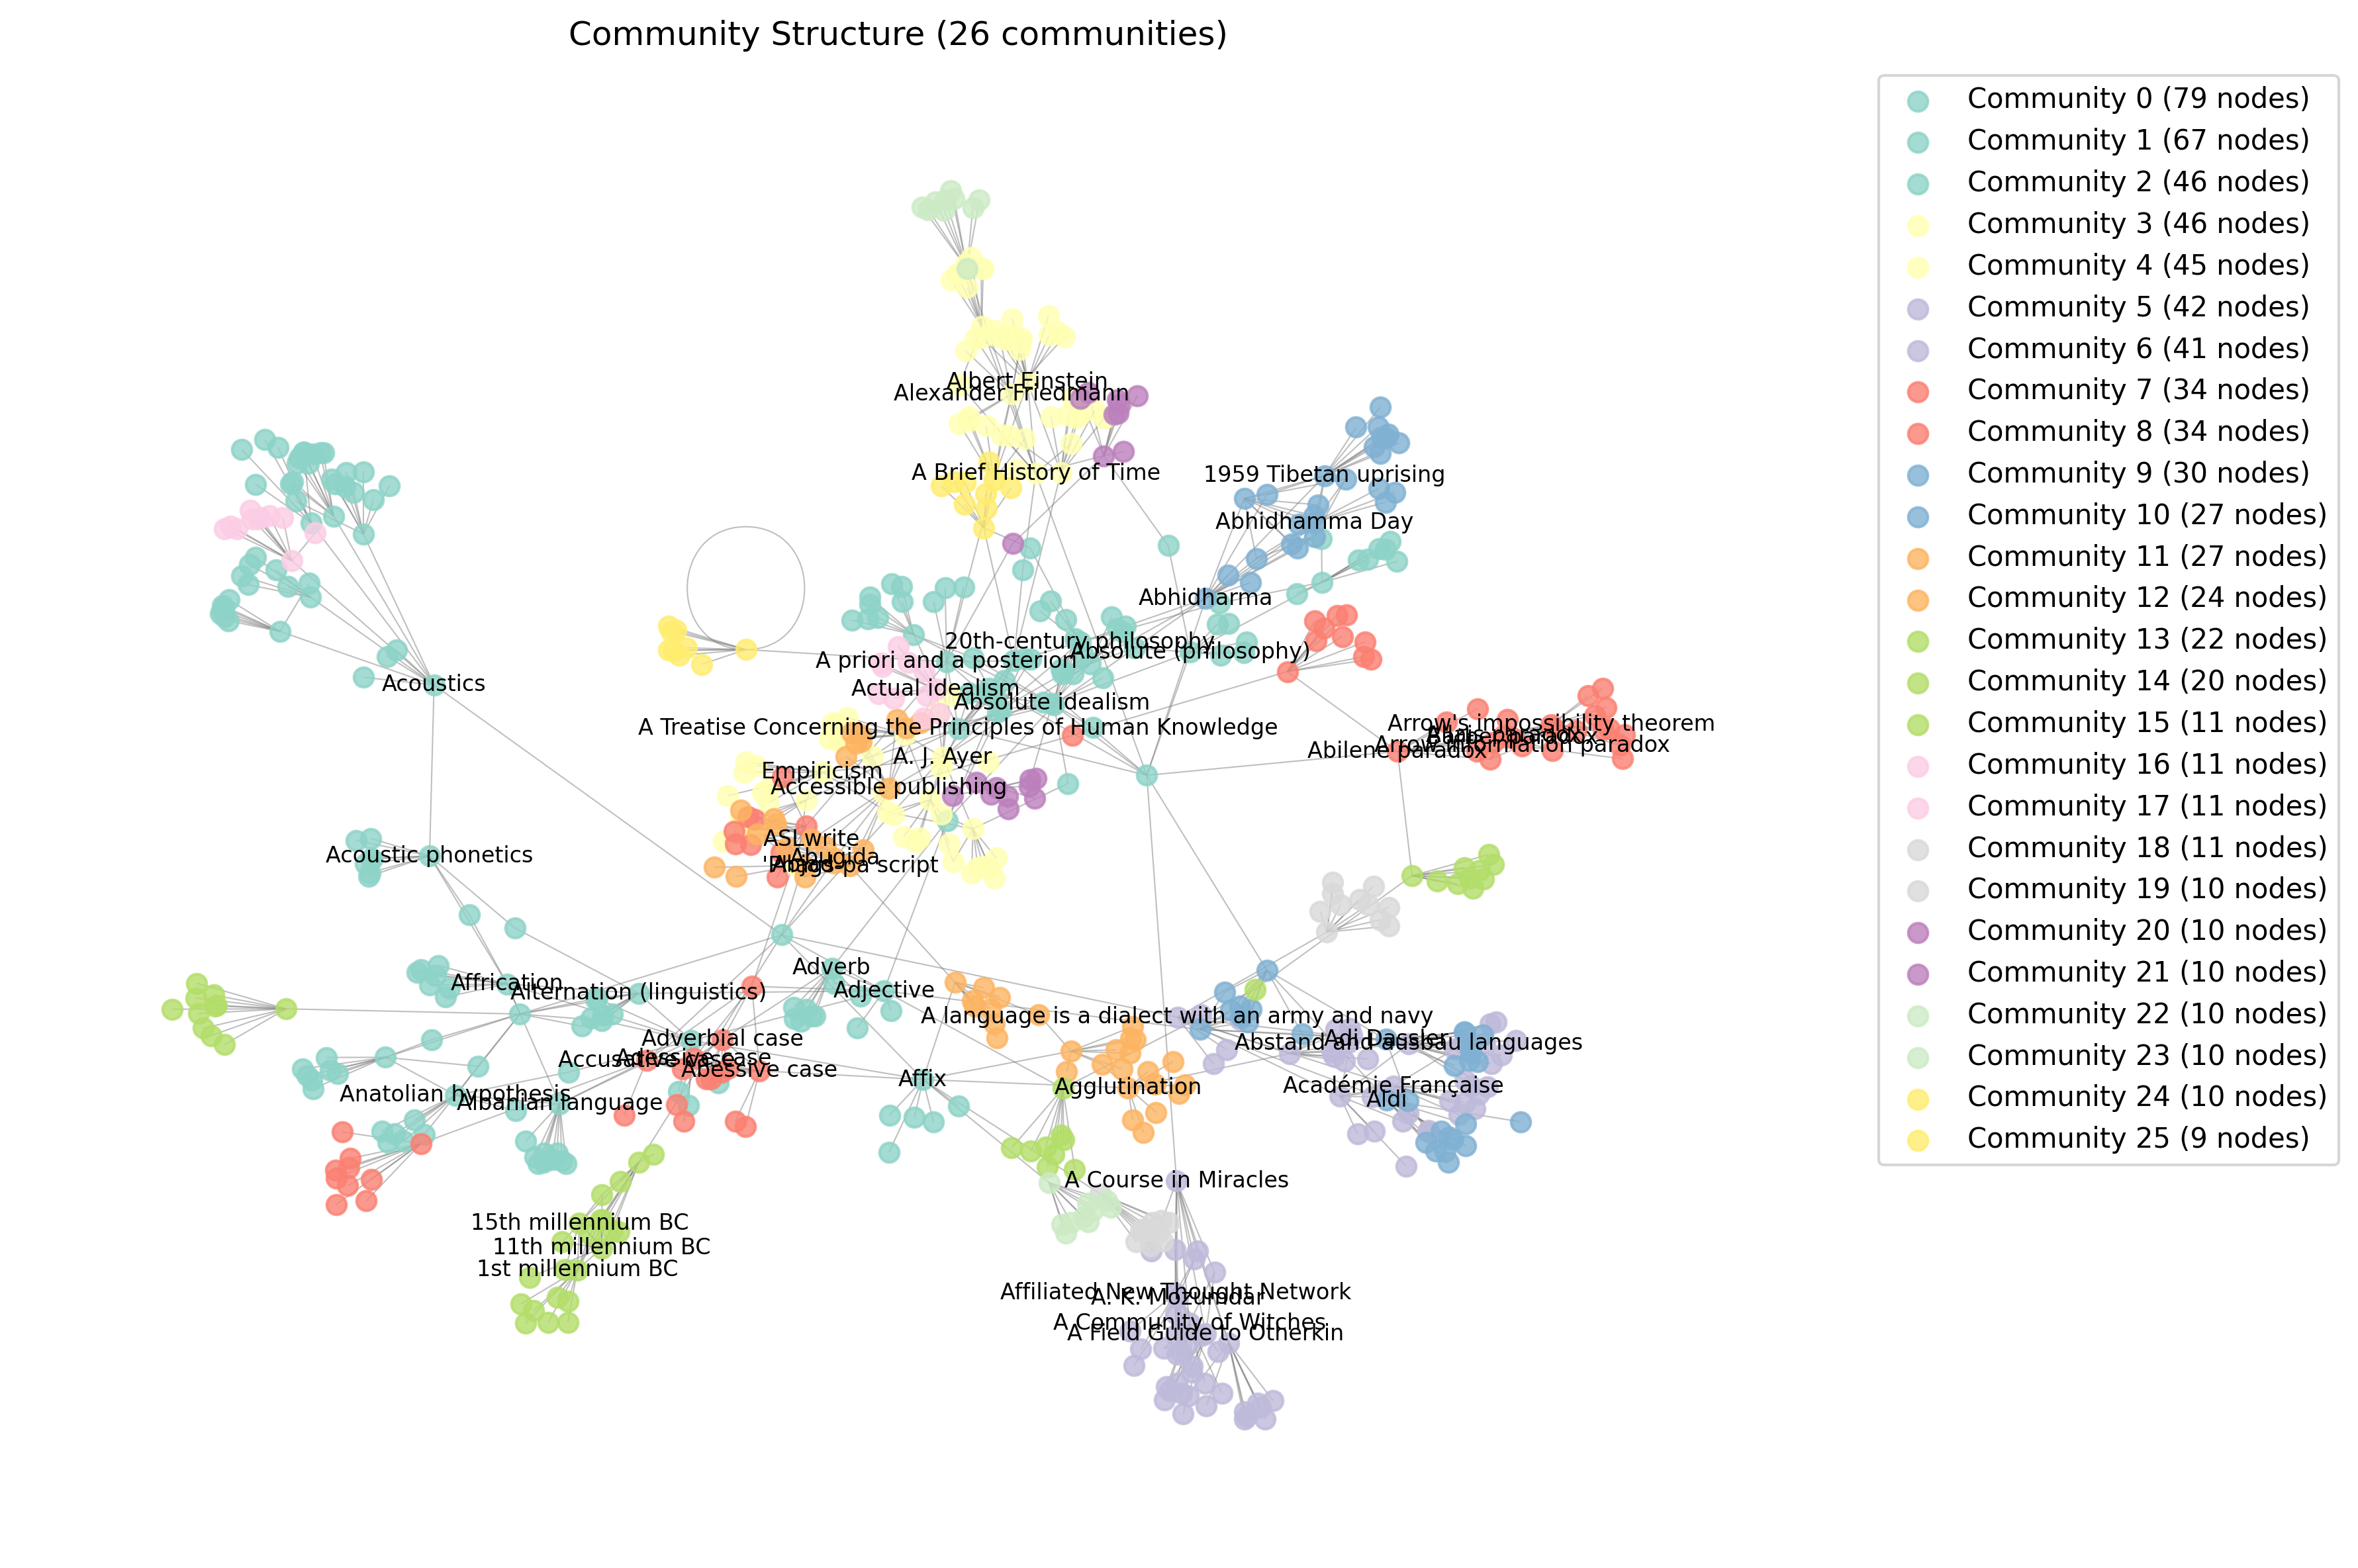 Community Structure (26 communities)
Community 0 (79 nodes)
Community 1 (67 nodes)
Community 2 (46 nodes)
Community 3 (46 nodes)
Community 4 (45 nodes)
Community 5 (42 nodes)
Community 6 (41 nodes)
Community 7 (34 nodes)
Community 8 (34 nodes)
Community 9 (30 nodes)
Community 10 (27 nodes)
Community 11 (27 nodes)
Community 12 (24 nodes)
Community 13 (22 nodes)
Community 14 (20 nodes)
Community 15 (11 nodes)
Community 16 (11 nodes)
Community 17 (11 nodes)
Community 18 (11 nodes)
Community 19 (10 nodes)
Community 20 (10 nodes)
Community 21 (10 nodes)
Community 22 (10 nodes)
Community 23 (10 nodes)
Community 24 (10 nodes)
Community 25 (9 nodes)
Albert Einstein
Alexander Friedmann
A Brief History of Time
1959 Tibetan uprising
Abhidhamma Day
Abhidharma
20th-century philosophy
Absolute (philosophy)
A priori and a posteriori
Acoustics
Actual idealism
Absolute idealism
A Treatise Concerning the Principles of Human Knowledge
Arrow's impossibility theorem
Arrow information paradox
Abilene paradox
A. J. Ayer
Empiricism
Accessible publishing
ASLwrite
Abugida
'Phags-pa script
Acoustic phonetics
Adverb
Affrication
Alternation (linguistics)
Adjective
A language is a dialect with an army and navy
Adverbial case
Adi Dassler
Abstand and ausbau languages
Accusative case
Adessive case
Abessive case
Affix
Agglutination
Académie Française
Aldi
Anatolian hypothesis
Albanian language
A Course in Miracles
15th millennium BC
11th millennium BC
1st millennium BC
Affiliated New Thought Network
A. K. Mozumdar
A Community of Witches
A Field Guide to Otherkin